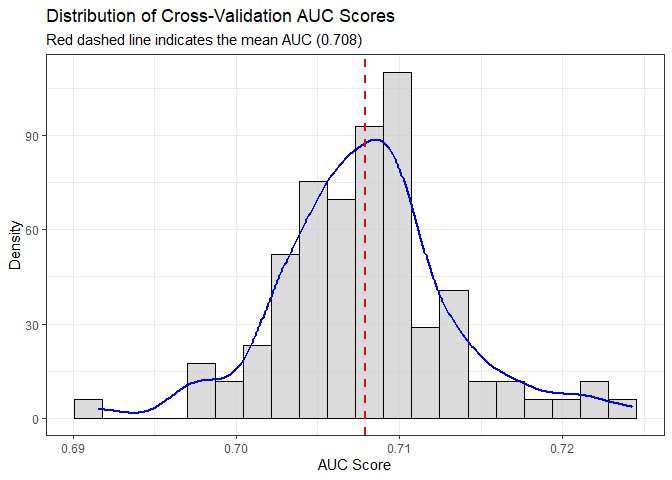 Distribution of Cross-Validation AUC Scores
Red dashed line indicates the mean AUC (0.708)
Density
90
60
30
0
0.69 0.70 0.71 0.72
AUC Score